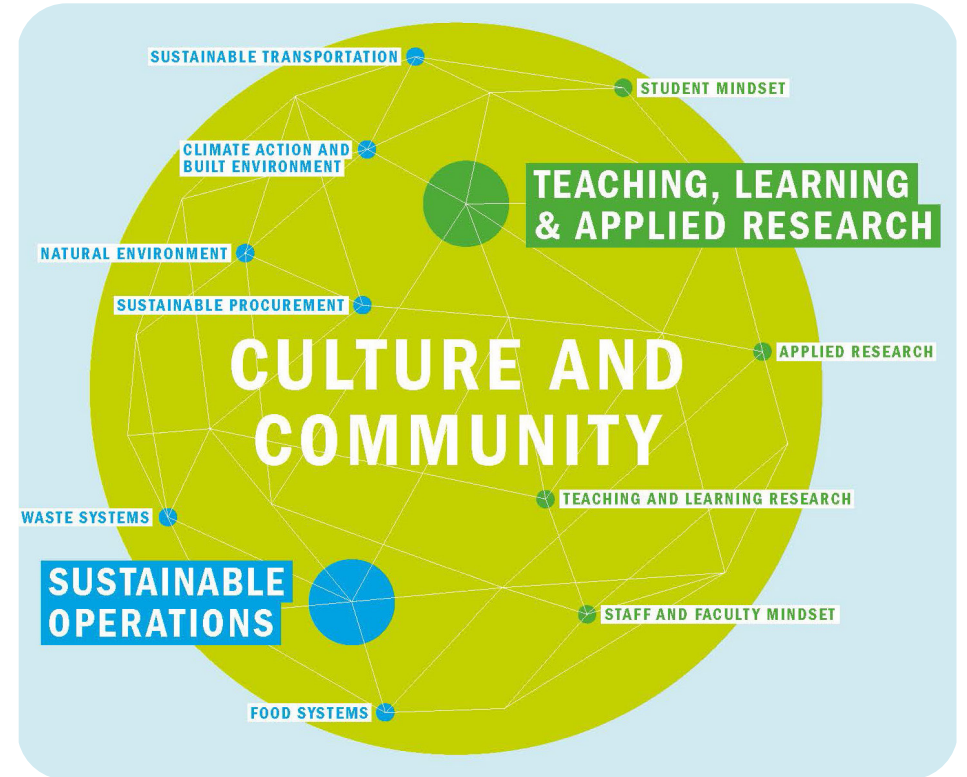 SUSTAINABLE TRANSPORTATION
STUDENT MINDSET
CLIMATE ACTION AND
BUILT ENVIRONMENT
TEACHING, LEARNING
& APPLIED RESEARCH
NATURAL ENVIRONMENT
SUSTAINABLE PROCUREMENT
CULTURE AND
COMMUNITY
APPLIED RESEARCH
TEACHING AND LEARNING RESEARCH
WASTE SYSTEMS
SUSTAINABLE
OPERATIONS
STAFF AND FACULTY MINDSET
FOOD SYSTEMS